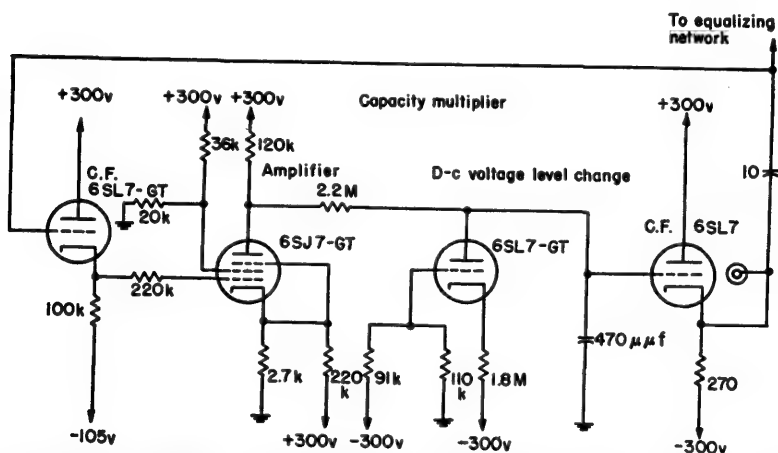 To equalizing
network
+300v
+300v +300v
Capacity multiplier
+300v
36k
120k
C.F.
6SL7-GT
Amplifier
D-c voltage level change
10
2.2M
20k
6SJ7-GT
6SL7-GT
C.F. 6SL7
220k
100k
470 μμf
2.7k
220
k
91k
110
k
1.8M
270
-105v
+300v
-300v
-300v
-300v